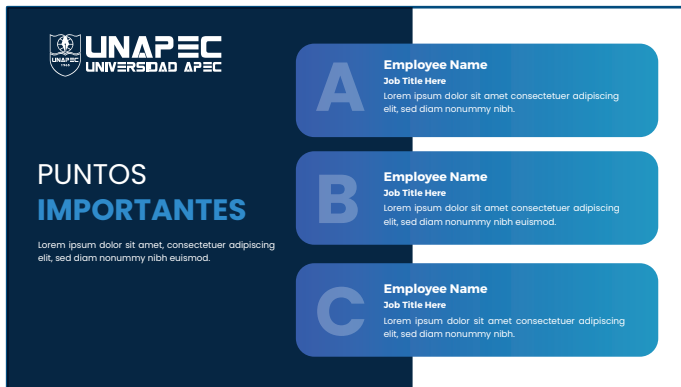 UNAPEC
UNIVERSIDAD APEC
UNAPEC
1965
PUNTOS
IMPORTANTES
Lorem ipsum dolor sit amet, consectetuer adipiscing
elit, sed diam nonummy nibh euismod.
A
Employee Name
Job Title Here
Lorem ipsum dolor sit amet consectetuer adipiscing
elit, sed diam nonummy nibh.
B
Employee Name
Job Title Here
Lorem ipsum dolor sit amet consectetuer adipiscing
elit, sed diam nonummy nibh euismod.
C
Employee Name
Job Title Here
Lorem ipsum dolor sit amet consectetuer adipiscing
elit, sed diam nonummy nibh.